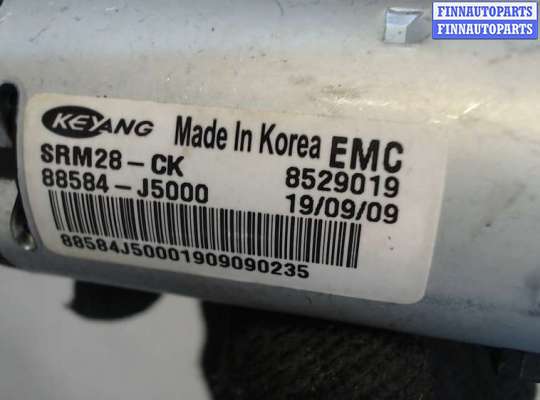 FINNAUTOPARTS
FINNAUTOPARTS
KEYANG Made In Korea EMC
SRM28-CK 8529019
88584-J5000 19/09/09
88584J50001909090235